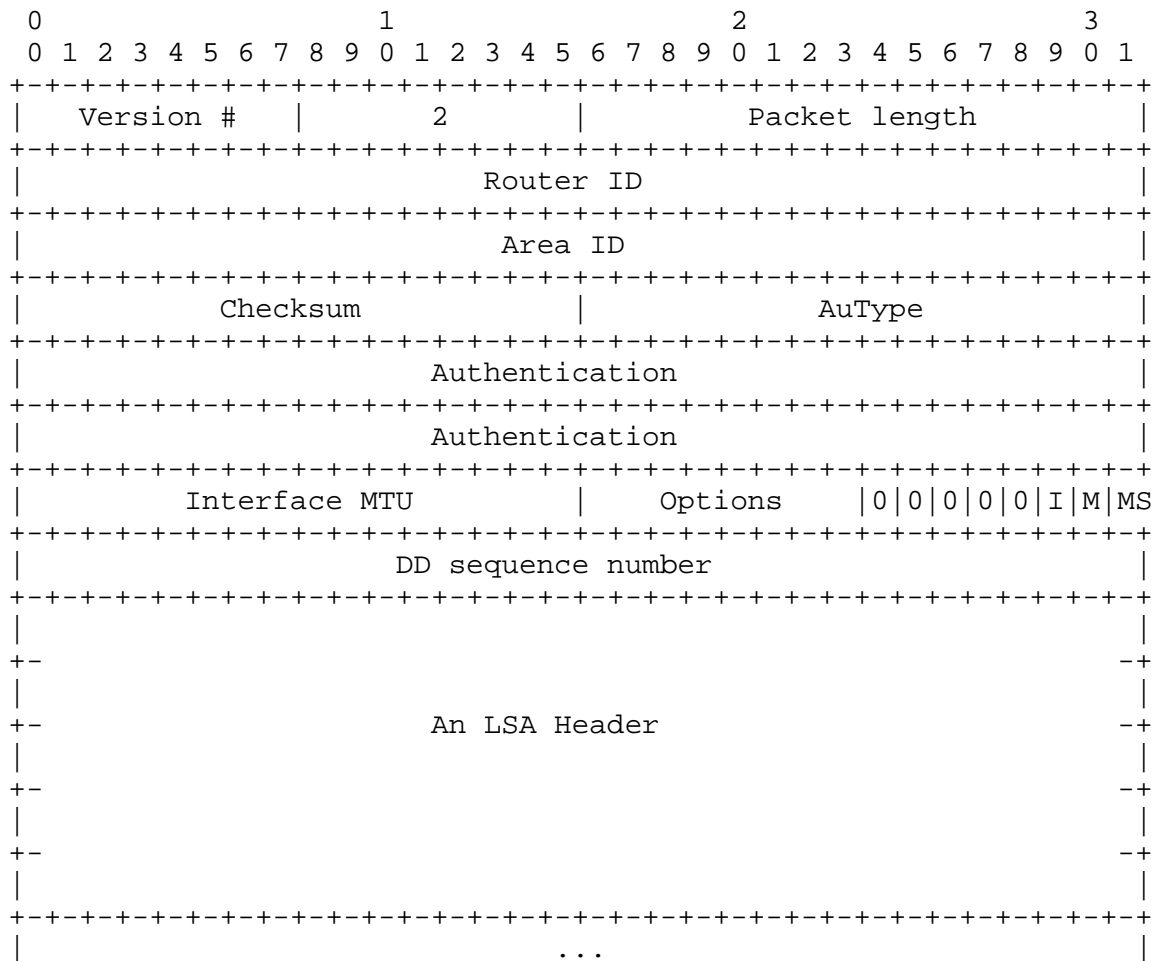 0                   1                   2                   3
 0 1 2 3 4 5 6 7 8 9 0 1 2 3 4 5 6 7 8 9 0 1 2 3 4 5 6 7 8 9 0 1
+-+-+-+-+-+-+-+-+-+-+-+-+-+-+-+-+-+-+-+-+-+-+-+-+-+-+-+-+-+-+-+-+
|   Version #   |       2       |         Packet length         |
+-+-+-+-+-+-+-+-+-+-+-+-+-+-+-+-+-+-+-+-+-+-+-+-+-+-+-+-+-+-+-+-+
|                          Router ID                            |
+-+-+-+-+-+-+-+-+-+-+-+-+-+-+-+-+-+-+-+-+-+-+-+-+-+-+-+-+-+-+-+-+
|                           Area ID                             |
+-+-+-+-+-+-+-+-+-+-+-+-+-+-+-+-+-+-+-+-+-+-+-+-+-+-+-+-+-+-+-+-+
|           Checksum            |             AuType            |
+-+-+-+-+-+-+-+-+-+-+-+-+-+-+-+-+-+-+-+-+-+-+-+-+-+-+-+-+-+-+-+-+
|                       Authentication                          |
+-+-+-+-+-+-+-+-+-+-+-+-+-+-+-+-+-+-+-+-+-+-+-+-+-+-+-+-+-+-+-+-+
|                       Authentication                          |
+-+-+-+-+-+-+-+-+-+-+-+-+-+-+-+-+-+-+-+-+-+-+-+-+-+-+-+-+-+-+-+-+
|         Interface MTU         |    Options    |0|0|0|0|0|I|M|MS
+-+-+-+-+-+-+-+-+-+-+-+-+-+-+-+-+-+-+-+-+-+-+-+-+-+-+-+-+-+-+-+-+
|                     DD sequence number                        |
+-+-+-+-+-+-+-+-+-+-+-+-+-+-+-+-+-+-+-+-+-+-+-+-+-+-+-+-+-+-+-+-+
|                                                               |
+-                                                             -+
|                                                               |
+-                      An LSA Header                          -+
|                                                               |
+-                                                             -+
|                                                               |
+-                                                             -+
|                                                               |
+-+-+-+-+-+-+-+-+-+-+-+-+-+-+-+-+-+-+-+-+-+-+-+-+-+-+-+-+-+-+-+-+
|                              ...                              |